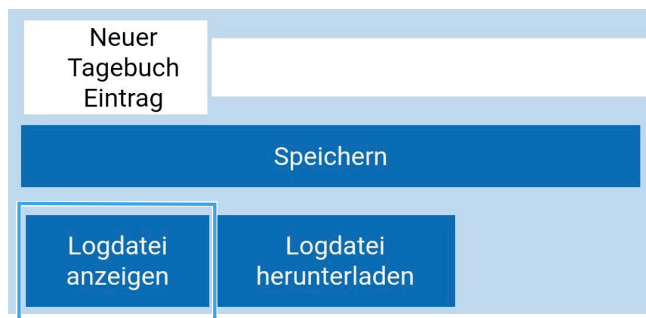 Neuer
Tagebuch
Eintrag
Speichern
Logdatei
anzeigen
Logdatei
herunterladen